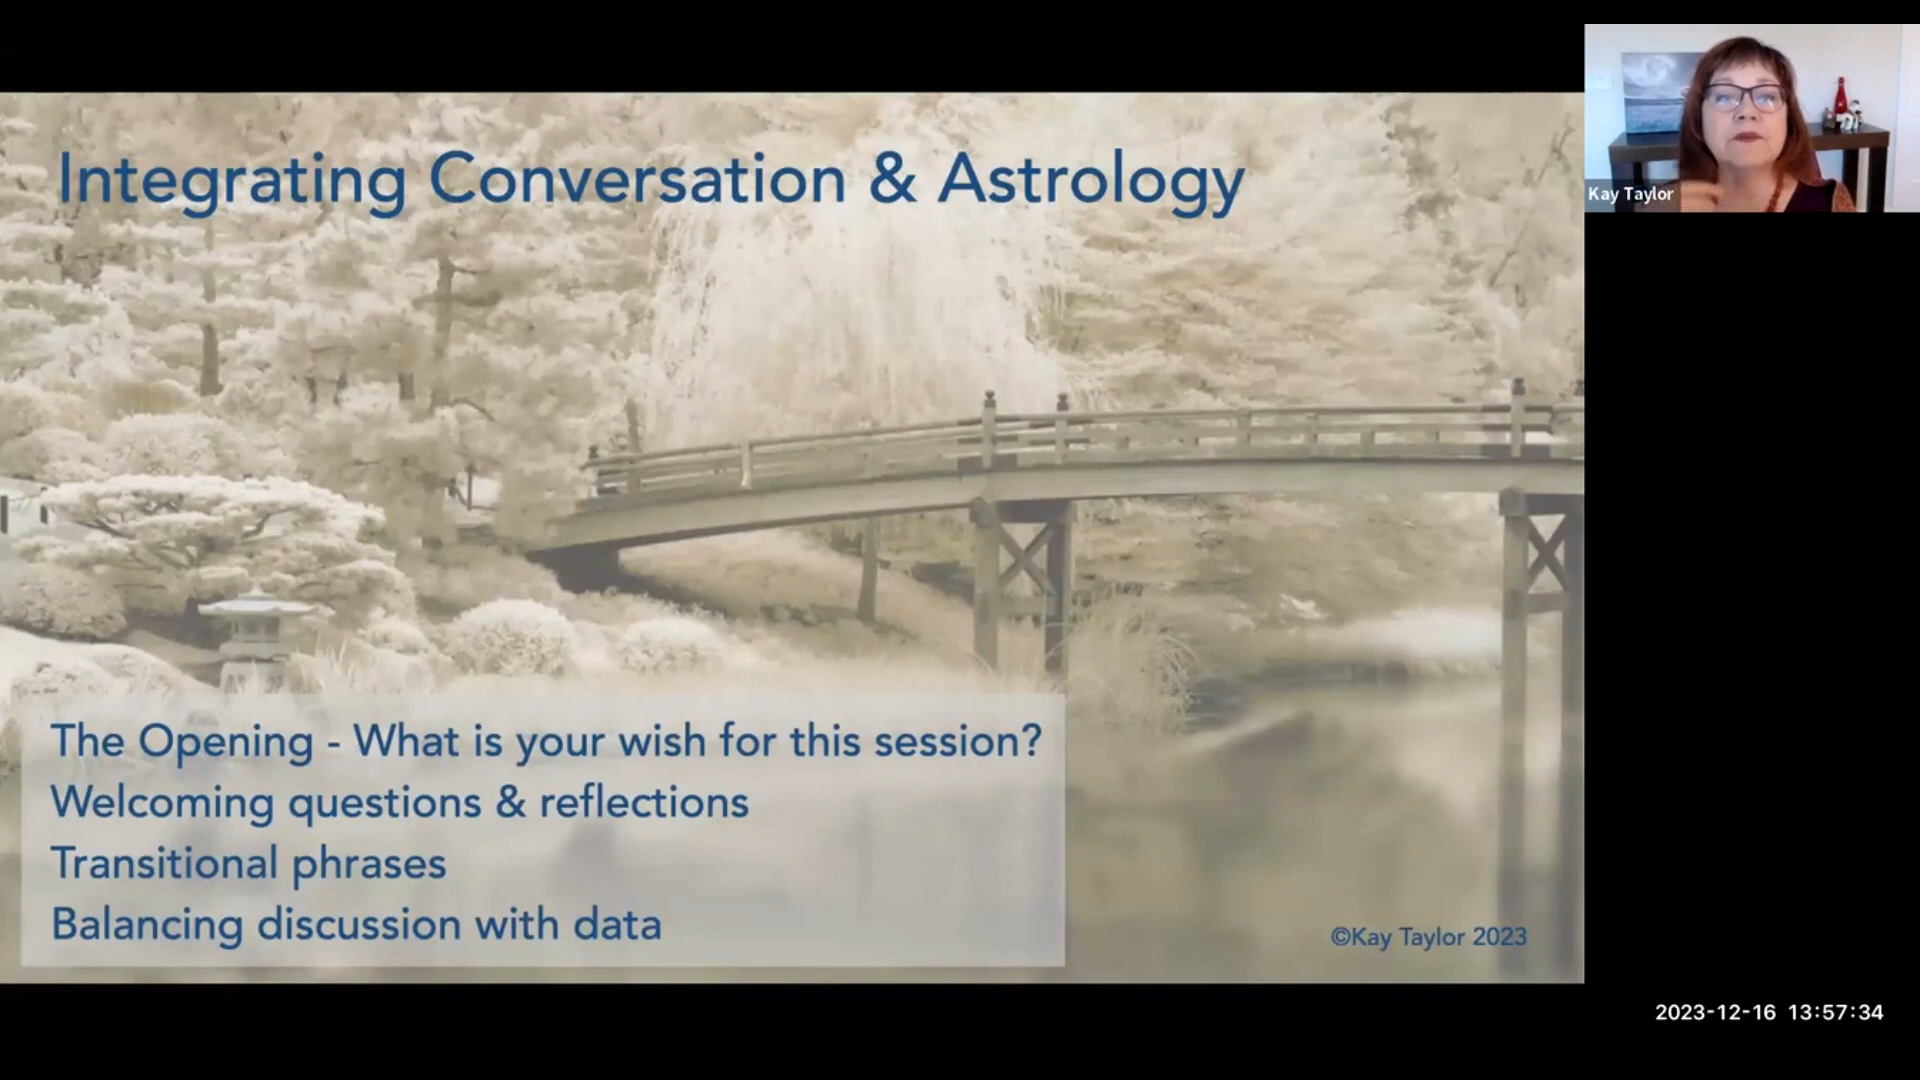 Integrating Conversation & Astrology
Kay Taylor
The Opening - What is your wish for this session?
Welcoming questions & reflections
Transitional phrases
Balancing discussion with data
©Kay Taylor 2023
2023-12-16 13:57:34